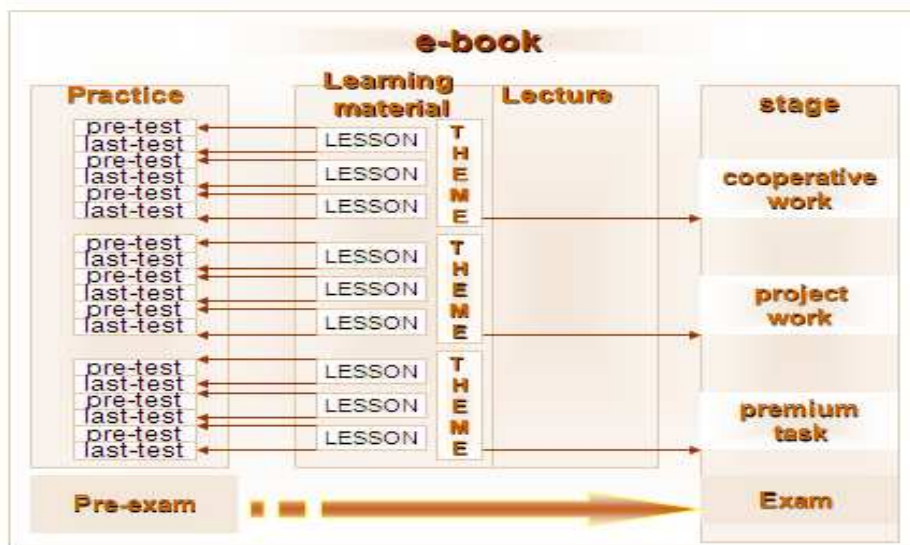 e-book
Practice
pre-test
last-test
pre-test
last-test
pre-test
last-test
pre-test
last-test
pre-test
last-test
pre-test
last-test
pre-test
last-test
pre-test
last-test
pre-test
last-test
Learning
material
LESSON
LESSON
LESSON
THEME
LESSON
LESSON
LESSON
THEME
LESSON
LESSON
LESSON
THEME
Lecture
stage
cooperative
work
project
work
premium
task
Pre-exam
Exam